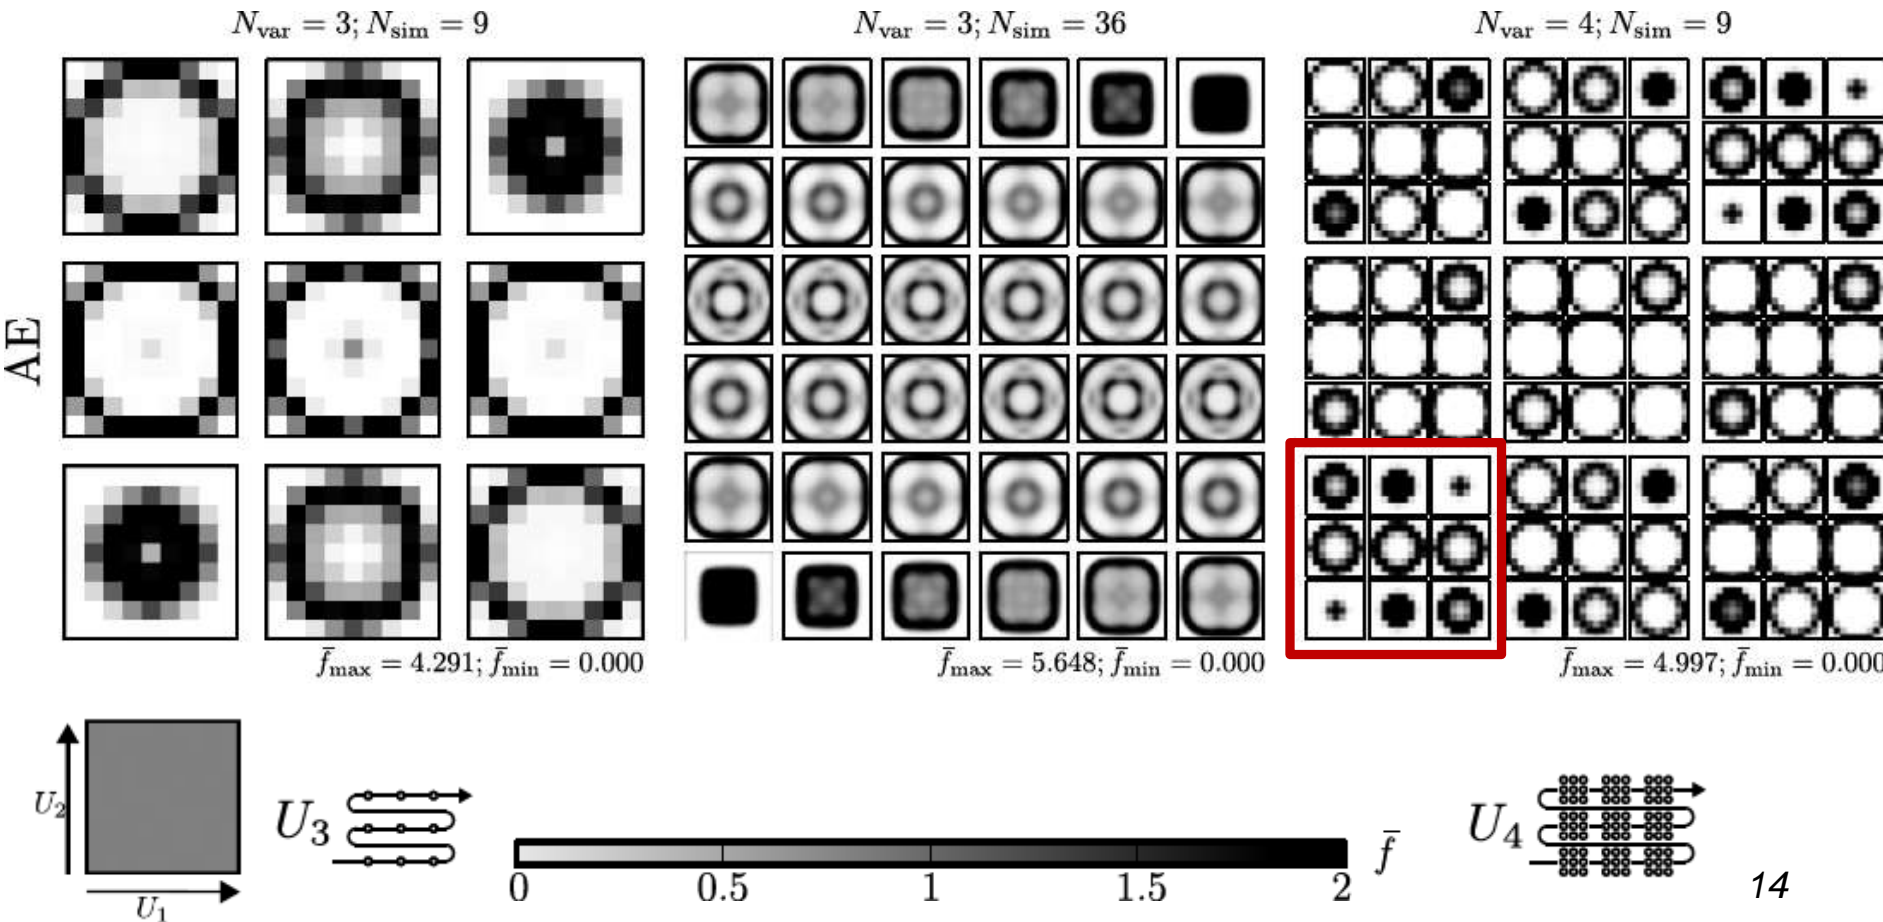 N_var = 3; N_sim = 9
N_var = 3; N_sim = 36
N_var = 4; N_sim = 9
AE
f̄_max = 4.291; f̄_min = 0.000
f̄_max = 5.648; f̄_min = 0.000
f̄_max = 4.997; f̄_min = 0.000
U_2
U_1
U_3
0 0.5 1 1.5 2
f̄
U_4
14